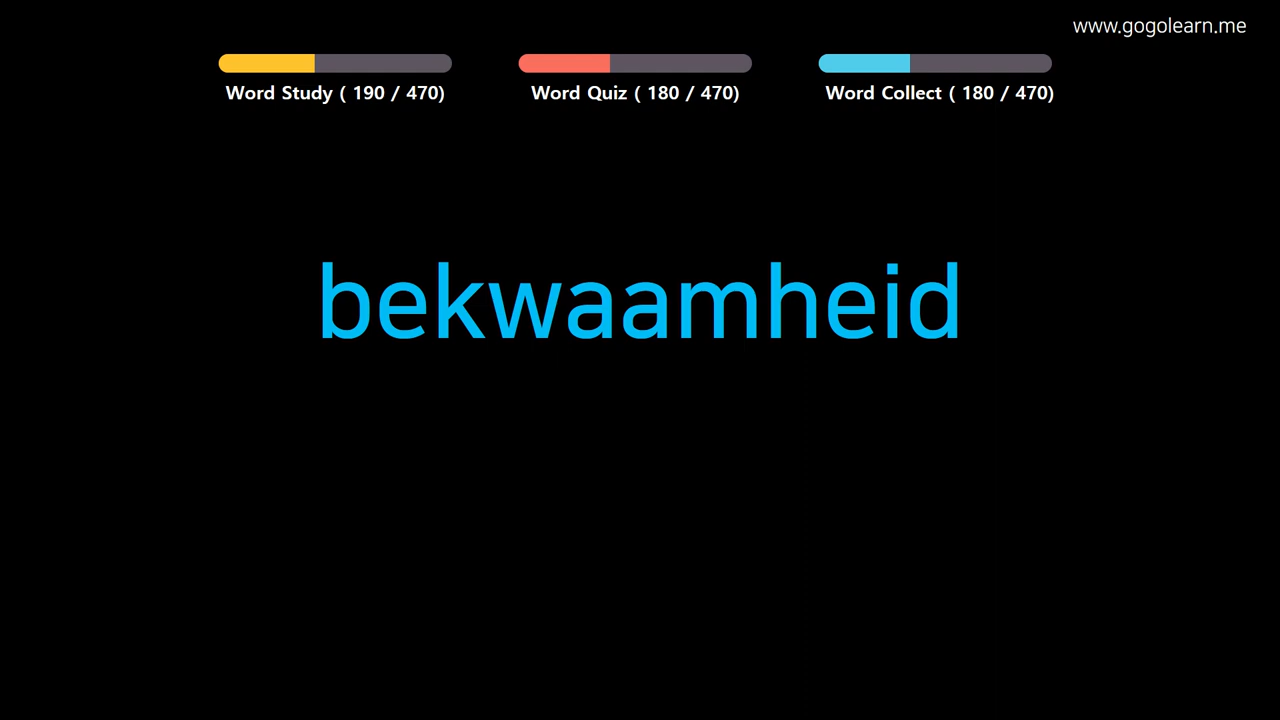 www.gogolearn.me
Word Study ( 190 / 470)
Word Quiz ( 180 / 470)
Word Collect ( 180 / 470)
bekwaamheid